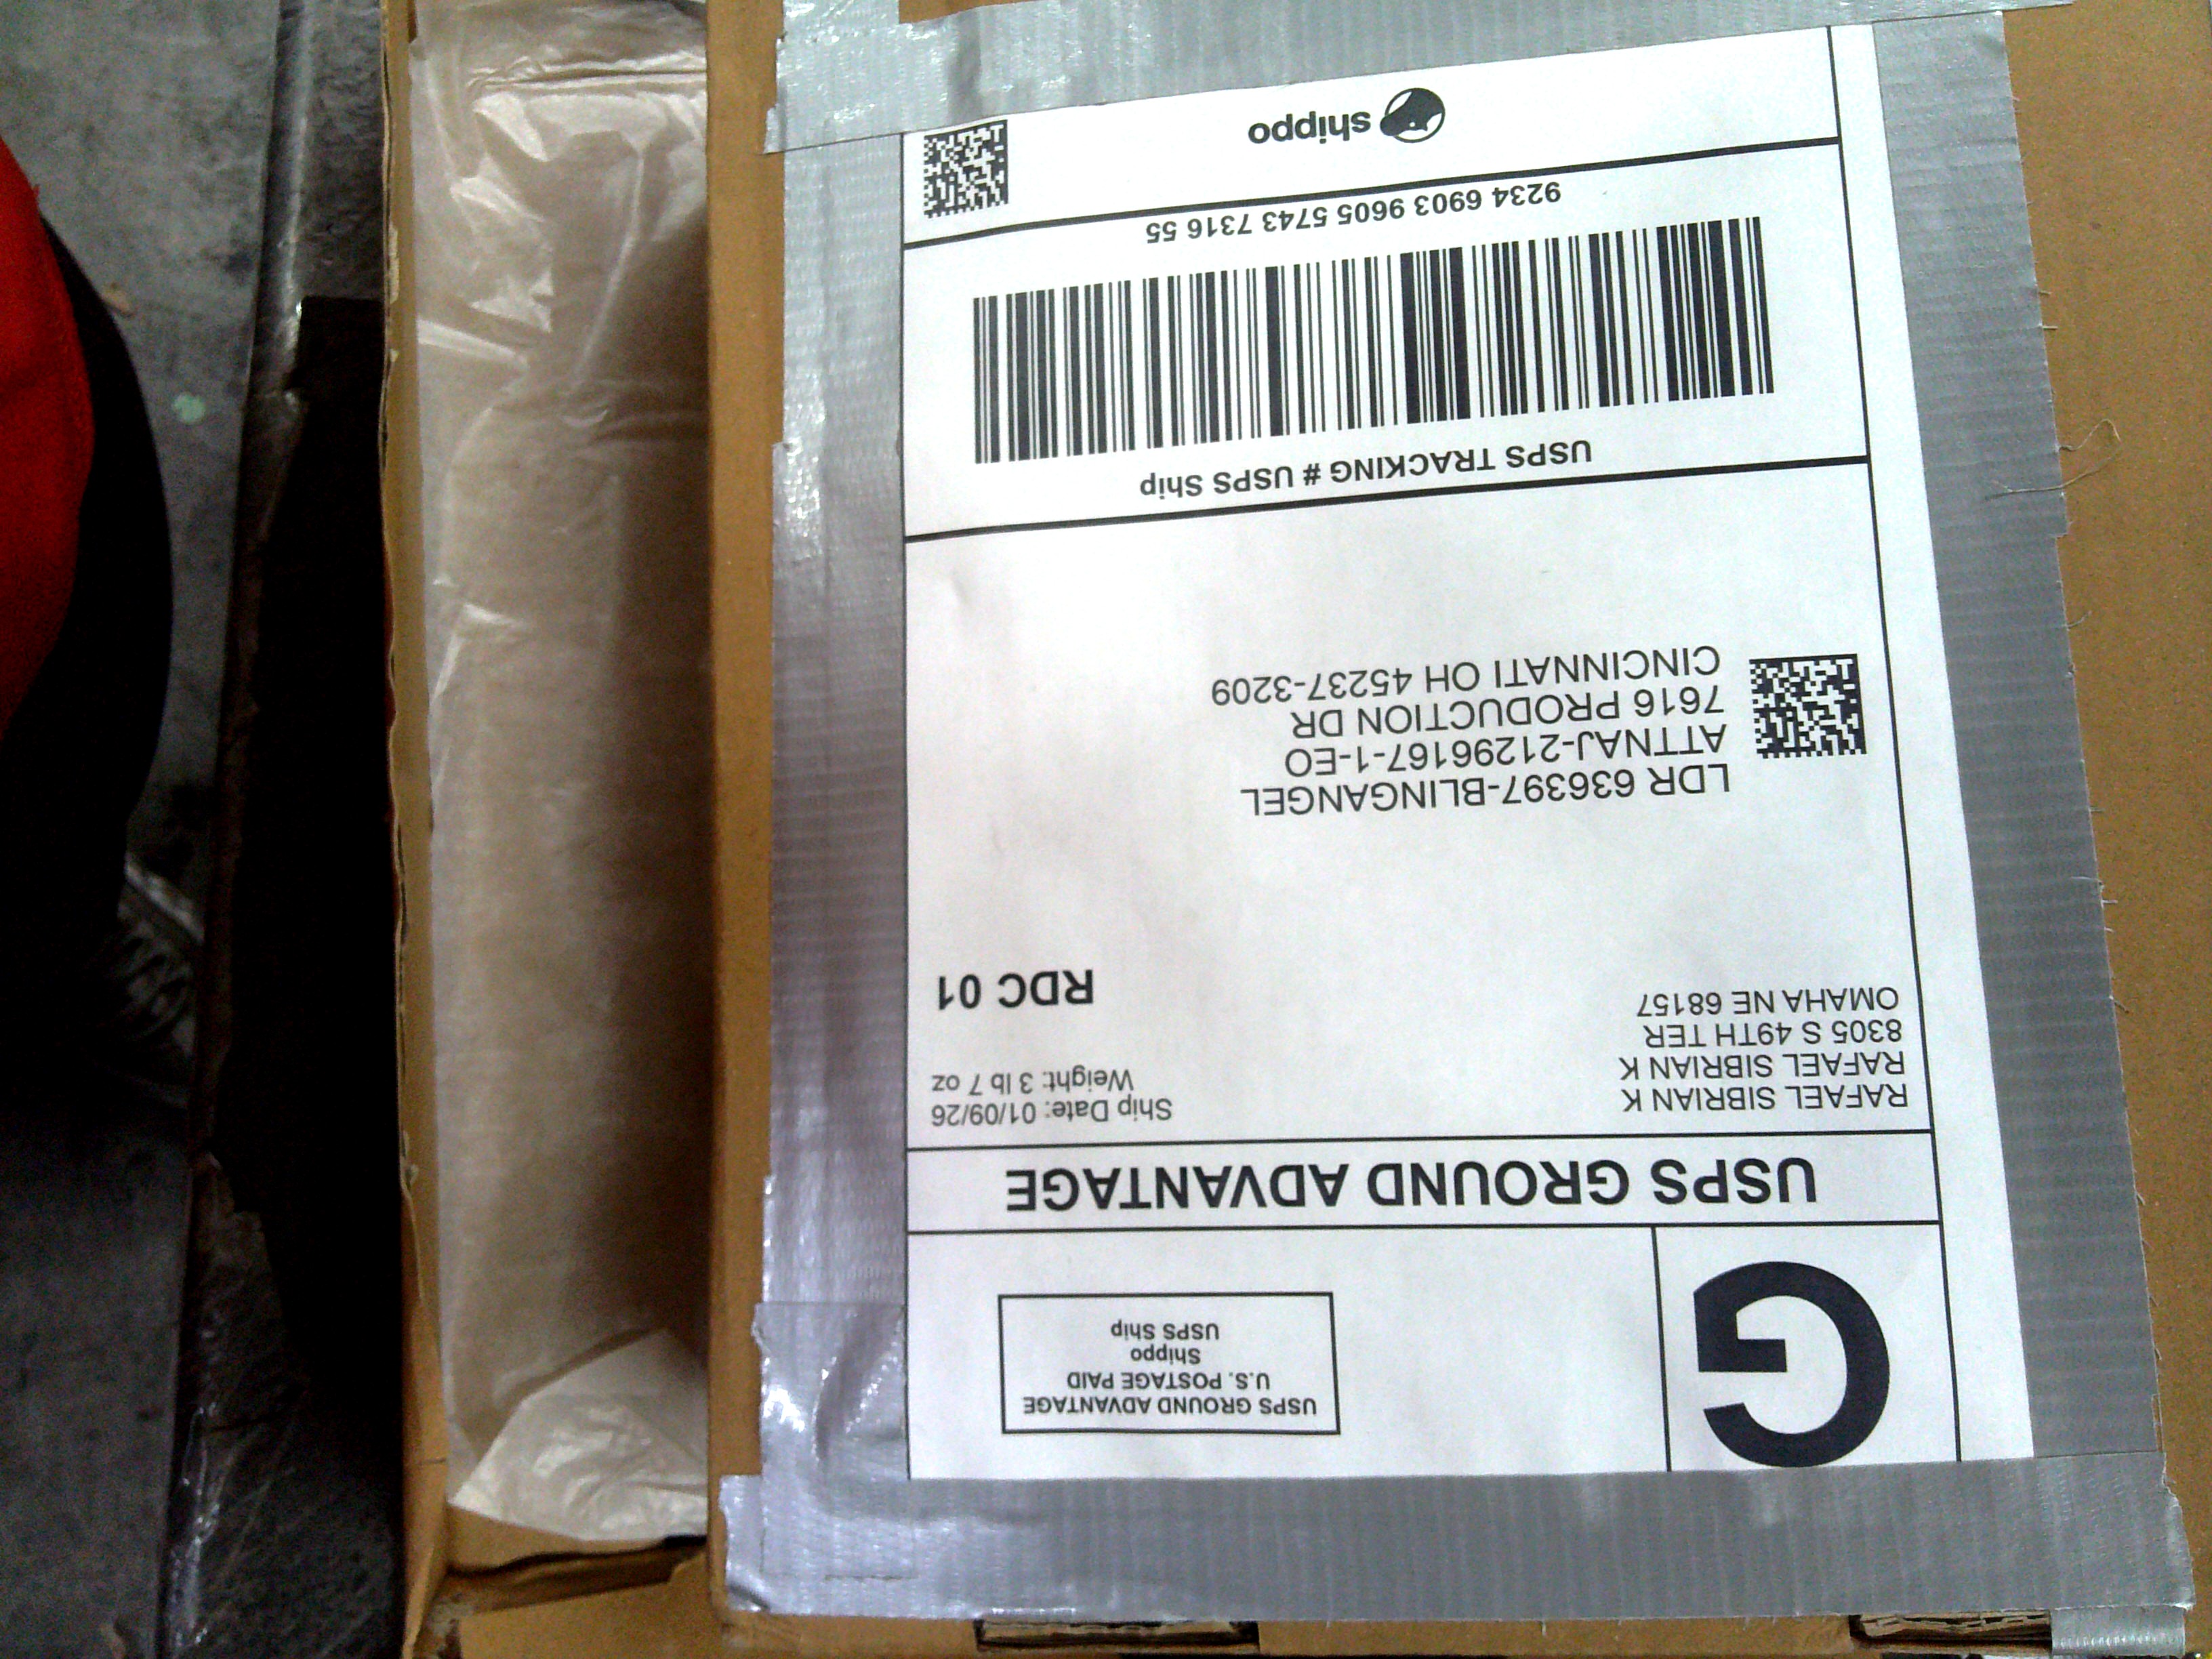 G
USPS GROUND ADVANTAGE
U.S. POSTAGE PAID
Shippo
USPS Ship
USPS GROUND ADVANTAGE
RAFAEL SIBRIAN K
RAFAEL SIBRIAN K
8305 S 49TH TER
OMAHA NE 68157
Ship Date: 01/09/26
Weight: 3 lb 7 oz
RDC 01
LDR 636397-BLINGANGEL
ATTNAJ-21296167-1-EO
7616 PRODUCTION DR
CINCINNATI OH 45237-3209
USPS TRACKING # USPS Ship
9234 6903 9605 5743 7316 55
shippo